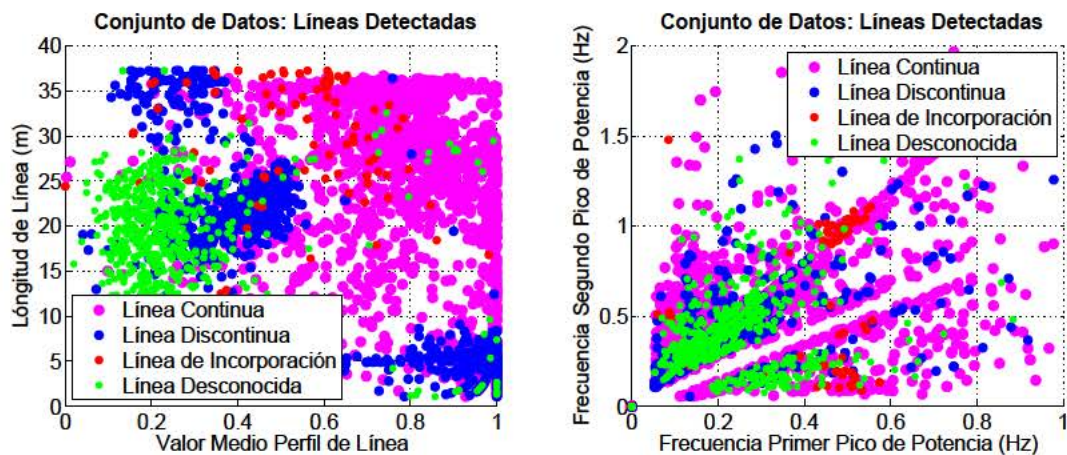 Conjunto de Datos: Líneas Detectadas
40
35
30
25
20
15
10
5
0
Lóngitud de Línea (m)
Línea Continua
Línea Discontinua
Línea de Incorporación
Línea Desconocida
0
0.2
0.4
0.6
0.8
1
Valor Medio Perfil de Línea
Conjunto de Datos: Líneas Detectadas
2
1.5
1
0.5
0
Frecuencia Segundo Pico de Potencia (Hz)
Línea Continua
Línea Discontinua
Línea de Incorporación
Línea Desconocida
0
0.2
0.4
0.6
0.8
1
Frecuencia Primer Pico de Potencia (Hz)